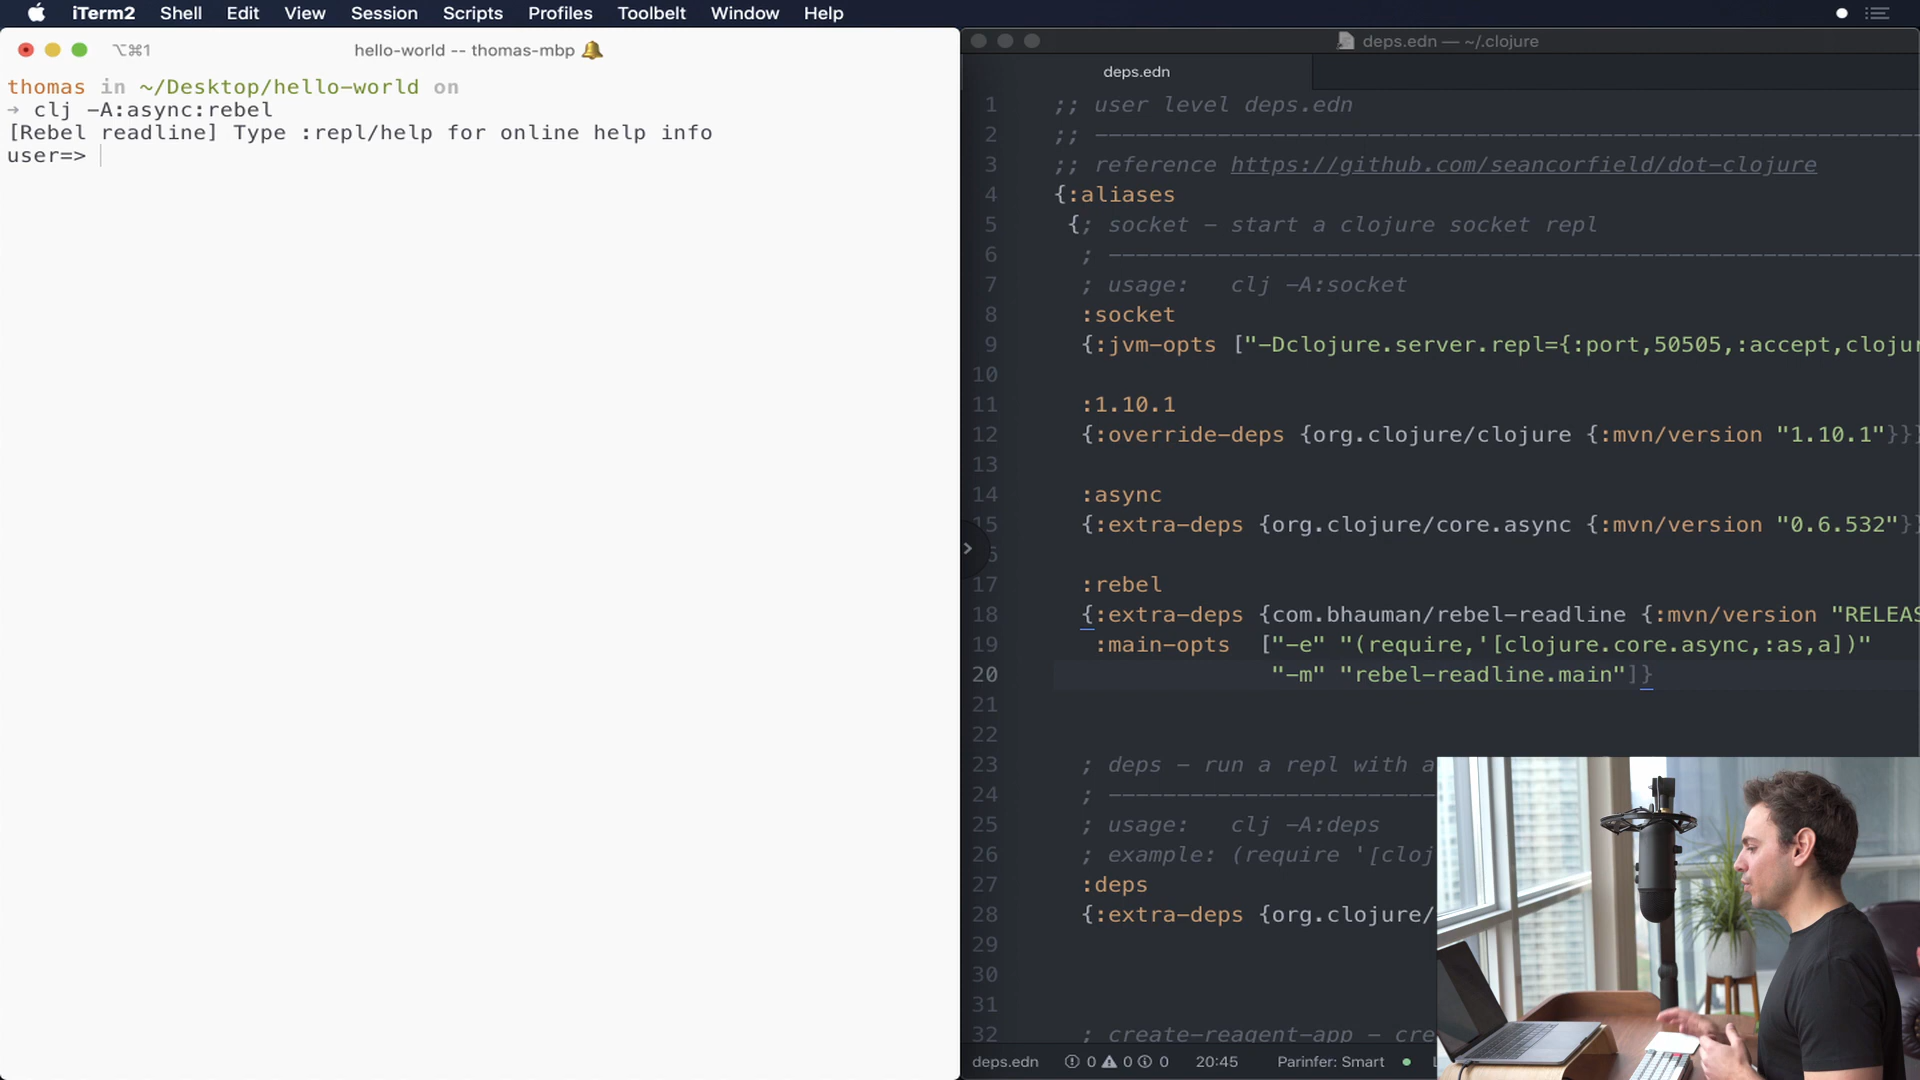 iTerm2 Shell Edit View Session Scripts Profiles Toolbelt Window Help
⌥⌘1 hello-world -- thomas-mbp
thomas in ~/Desktop/hello-world on
→ clj -A:async:rebel
[Rebel readline] Type :repl/help for online help info
user=>
deps.edn — ~/.clojure
deps.edn
1 ;; user level deps.edn
2 ;; ----------------------------------------------------------------
3 ;; reference https://github.com/seancorfield/dot-clojure
4 {:aliases
5 {; socket - start a clojure socket repl
6 ; ----------------------------------------------------------------
7 ; usage: clj -A:socket
8 :socket
9 {:jvm-opts ["-Dclojure.server.repl={:port,50505,:accept,clojur
10
11 :1.10.1
12 {:override-deps {org.clojure/clojure {:mvn/version "1.10.1"}}}
13
14 :async
15 {:extra-deps {org.clojure/core.async {:mvn/version "0.6.532"}}
6
17 :rebel
18 {:extra-deps {com.bhauman/rebel-readline {:mvn/version "RELEAS
19 :main-opts ["-e" "(require,'[clojure.core.async,:as,a])"
20 "-m" "rebel-readline.main"]}
21
22
23 ; deps - run a repl with a
24 ; ------------------------
25 ; usage: clj -A:deps
26 ; example: (require '[cloj
27 :deps
28 {:extra-deps {org.clojure/
29
30
31
32 ; create-reagent-app - cre
deps.edn 0 0 0 20:45 Parinfer: Smart